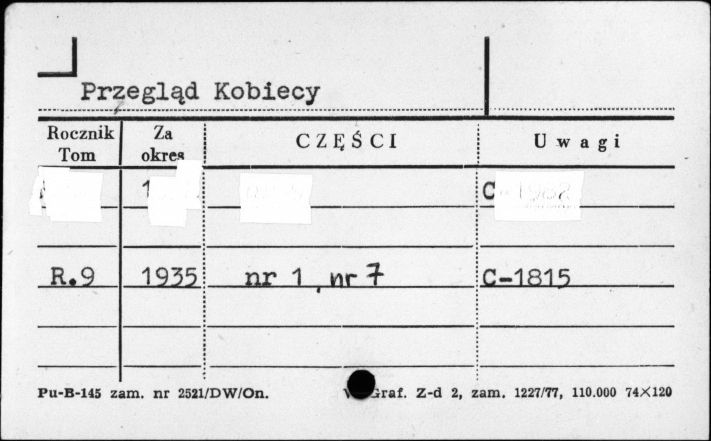 Przegląd Kobiecy
Rocznik Tom Za okres CZĘŚCI Uwagi
R.9 1935 nr 1, nr 7 C-1815
Pu-B-145 zam. nr 2521/DW/On. Graf. Z-d 2, zam. 1227/77, 110.000 74×120